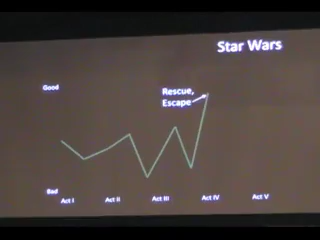 Star Wars
Good
Rescue,
Escape
Bad
Act I Act II Act III Act IV Act V